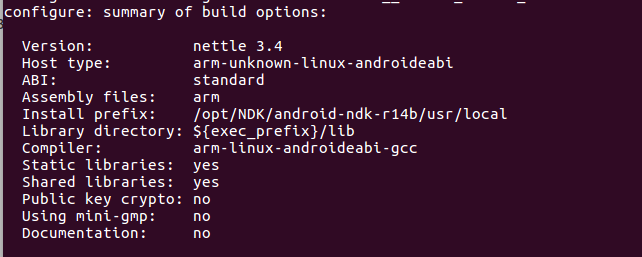 configure: summary of build options:
Version: nettle 3.4
Host type: arm-unknown-linux-androideabi
ABI: standard
Assembly files: arm
Install prefix: /opt/NDK/android-ndk-r14b/usr/local
Library directory: ${exec_prefix}/lib
Compiler: arm-linux-androideabi-gcc
Static libraries: yes
Shared libraries: yes
Public key crypto: no
Using mini-gmp: no
Documentation: no